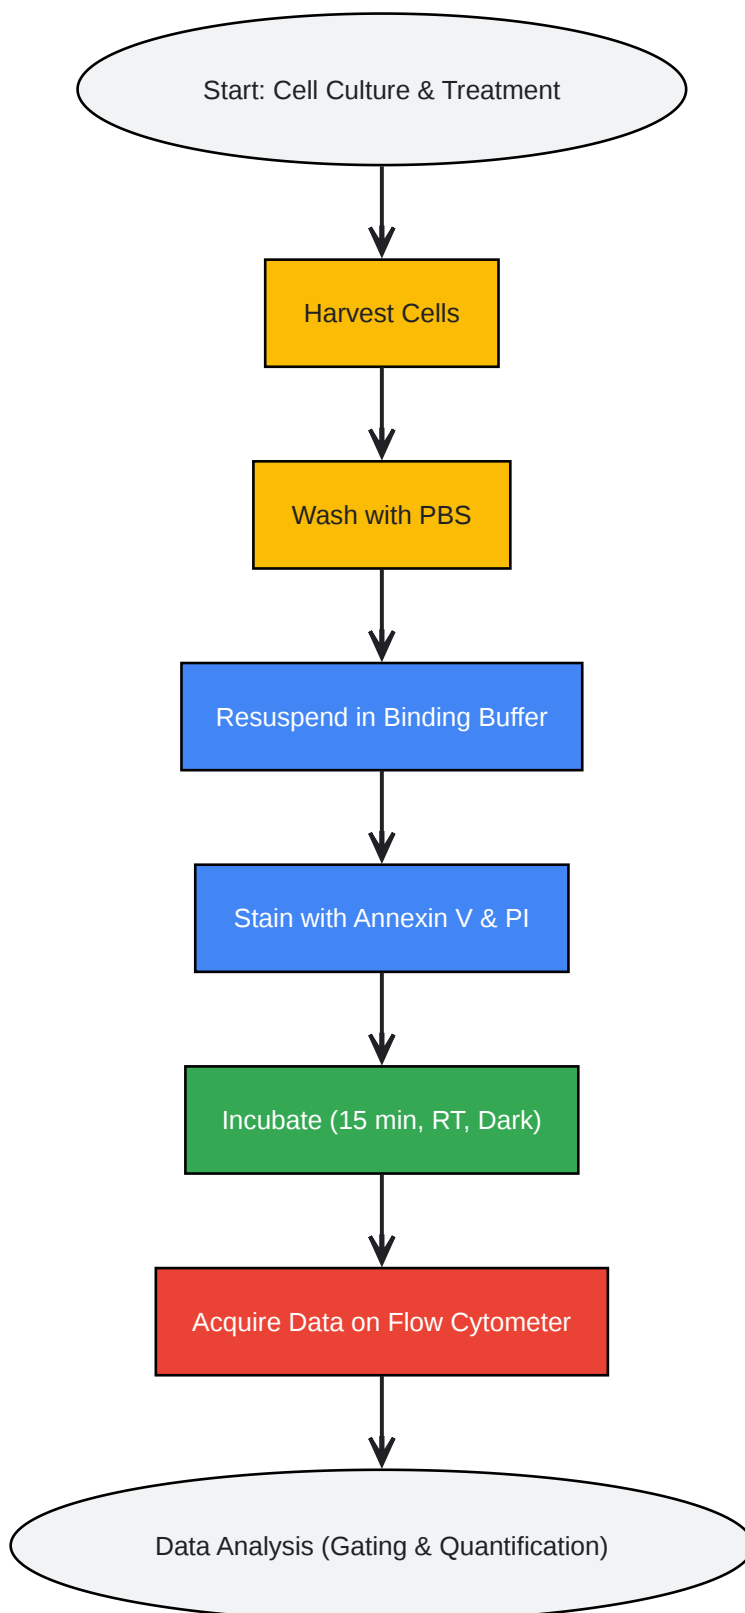 Start: Cell Culture & Treatment
Harvest Cells
Wash with PBS
Resuspend in Binding Buffer
Stain with Annexin V & PI
Incubate (15 min, RT, Dark)
Acquire Data on Flow Cytometer
Data Analysis (Gating & Quantification)